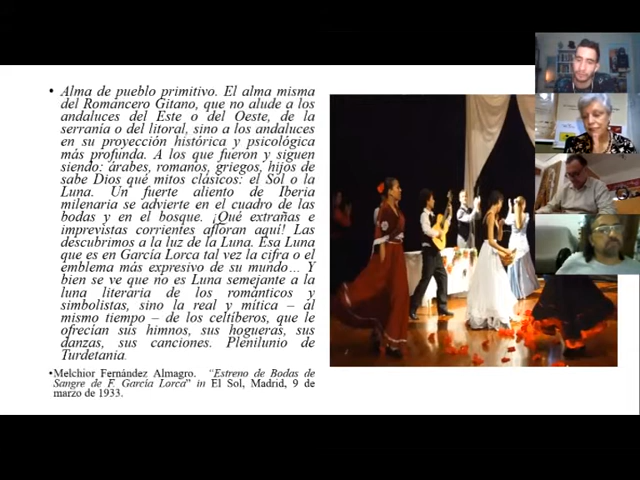 • Alma de pueblo primitivo. El alma misma
del Romancero Gitano, que no alude a los
andaluces del Este o del Oeste, de la
serranía o del litoral, sino a los andaluces
en su proyección histórica y psicológica
más profunda. A los que fueron y siguen
siendo: árabes, romanos, griegos, hijos de
sabe Dios qué mitos clásicos: el Sol o la
Luna. Un fuerte aliento de Iberia
milenaria se advierte en el cuadro de las
bodas y en el bosque. ¡Qué extrañas e
imprevistas corrientes afloran aquí! Las
descubrimos a la luz de la Luna. Esa Luna
que es en García Lorca tal vez la cifra o el
emblema más expresivo de su mundo… Y
bien se ve que no es Luna semejante a la
luna literaria de los románticos y
simbolistas, sino la real y mítica – al
mismo tiempo – de los celtíberos, que le
ofrecían sus himnos, sus hogueras, sus
danzas, sus canciones. Plenilunio de
Turdetania.
•Melchior Fernández Almagro. "Estreno de Bodas de
Sangre de F. García Lorca" in El Sol, Madrid, 9 de
marzo de 1933.